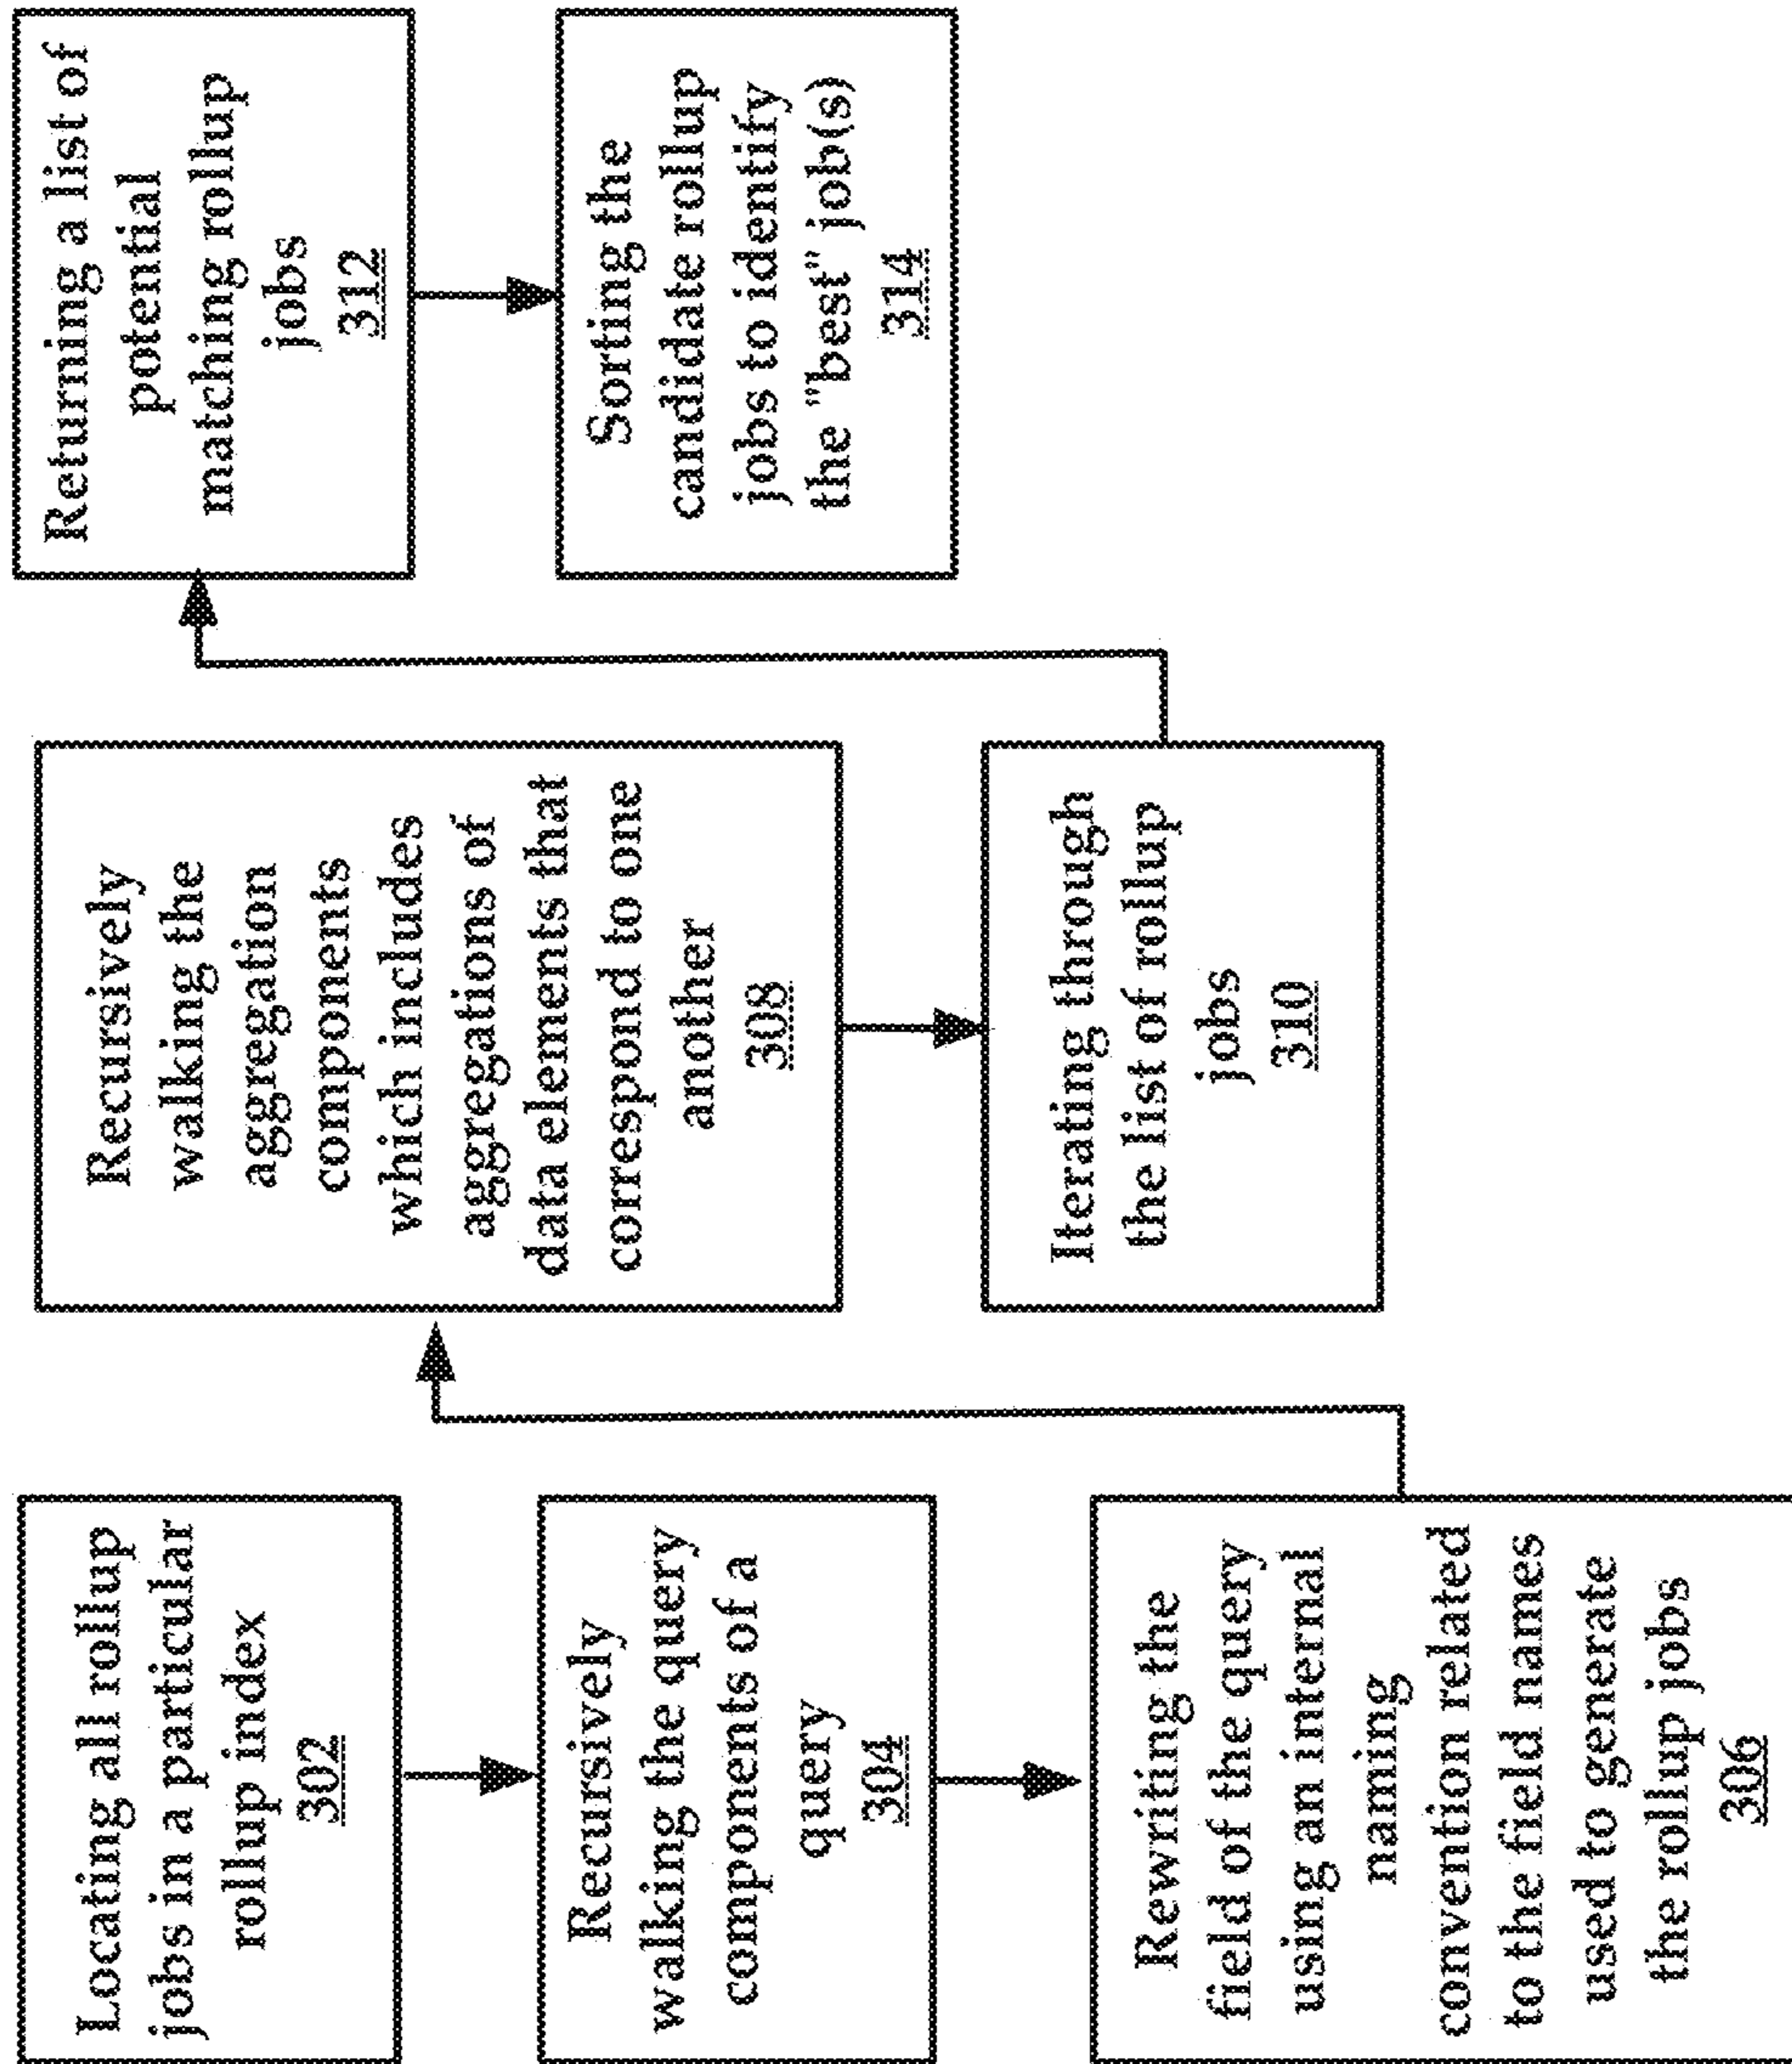 Locating all rollup
jobs in a particular
rollup index
302
Recursively
walking the query
components of a
query
304
Rewriting the
field of the query
using an internal
naming
convention related
to the field names
used to generate
the rollup jobs
306
Recursively
walking the
aggregation
components
which includes
aggregations of
data elements that
correspond to one
another
308
Iterating through
the list of rollup
jobs
310
Returning a list of
potential
matching rollup
jobs
312
Sorting the
candidate rollup
jobs to identify
the "best" job(s)
314